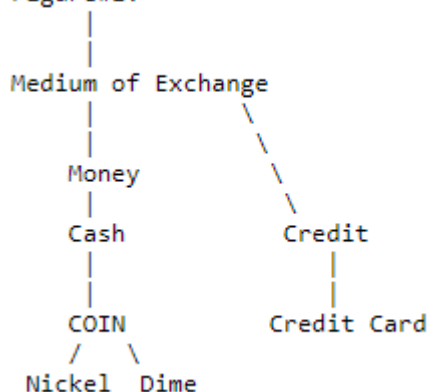 Medium of Exchange
Money
Cash Credit
COIN Credit Card
Nickel Dime